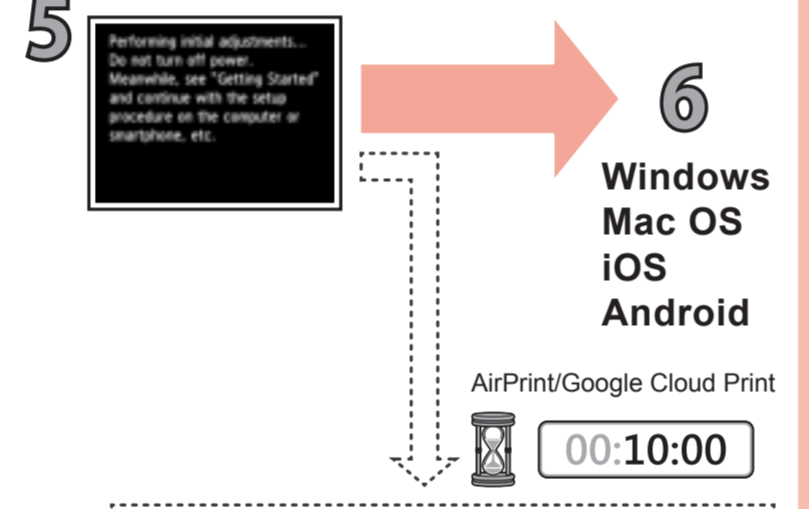 5
Performing initial adjustments...
Do not turn off power.
Meanwhile, see "Getting Started"
and continue with the setup
procedure on the computer or
smartphone, etc.
6
Windows
Mac OS
iOS
Android
AirPrint/Google Cloud Print
00:10:00